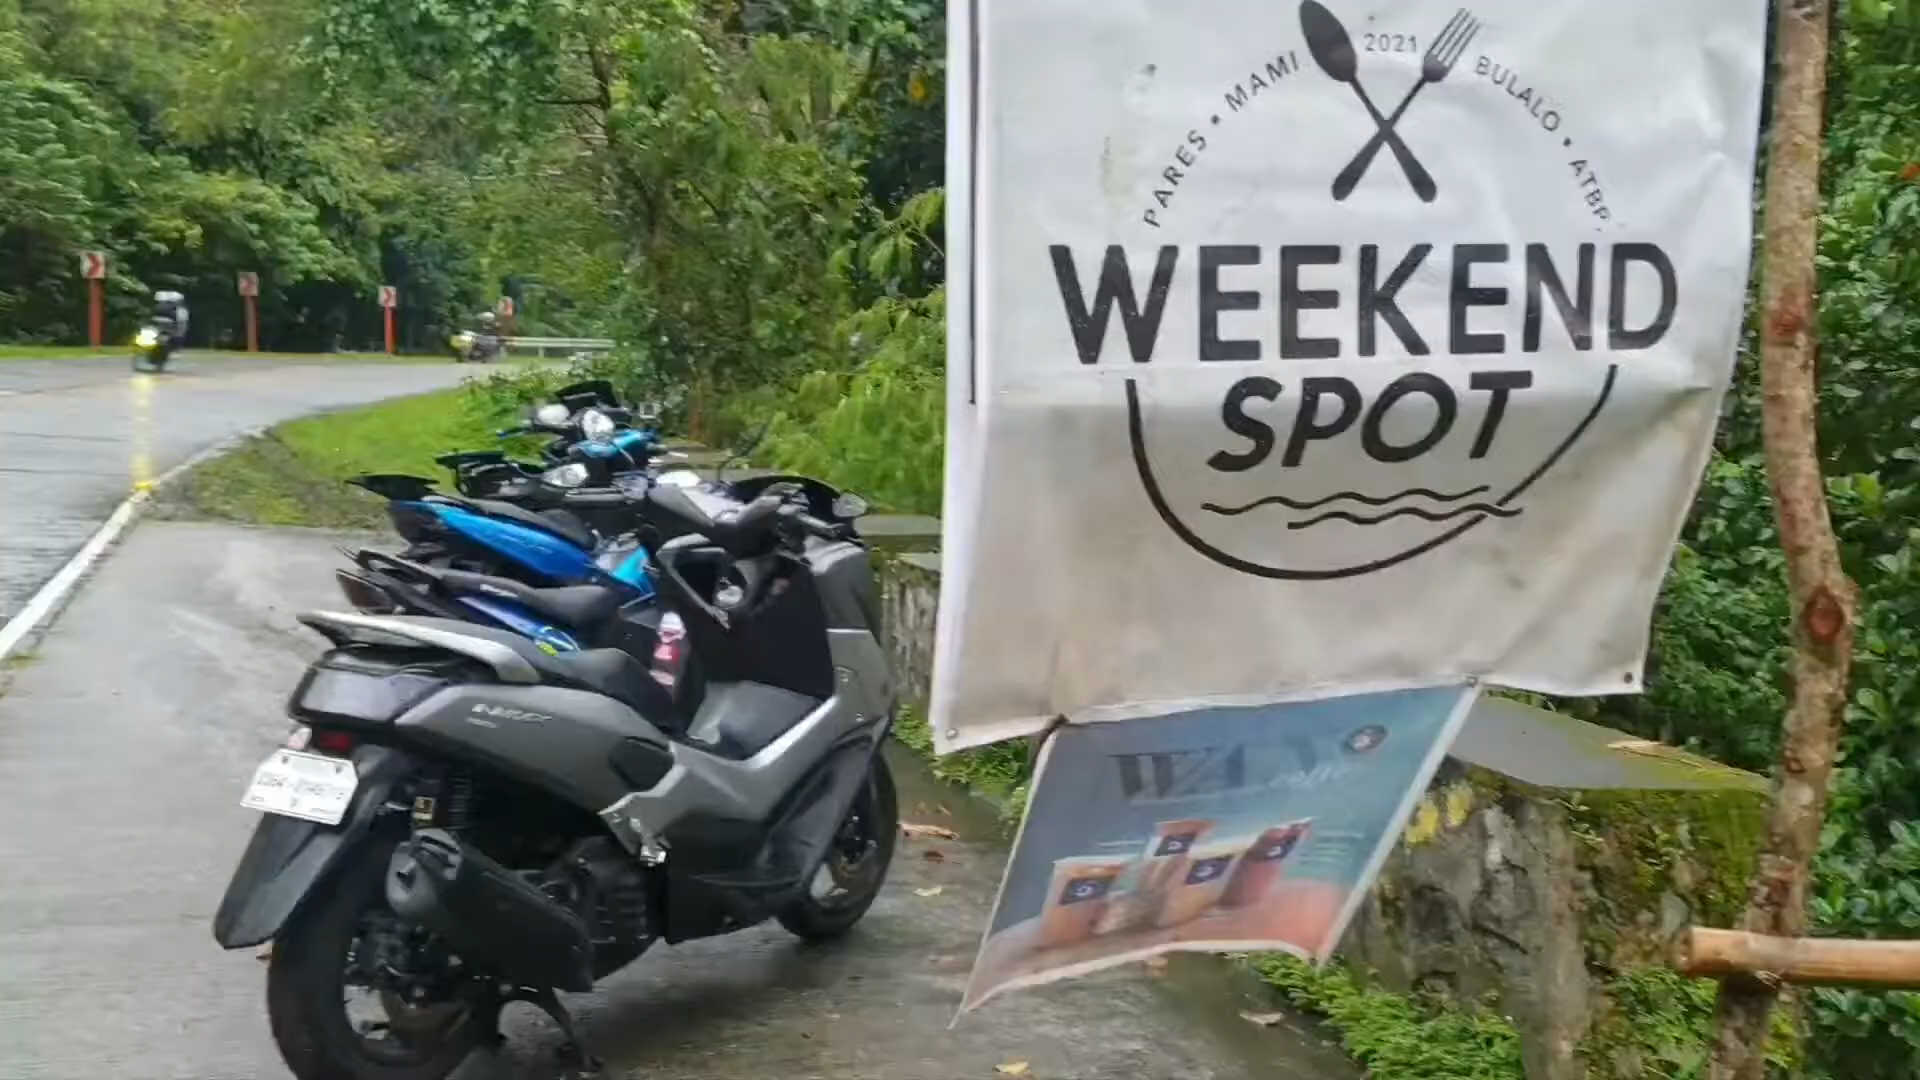 PARES • MAMI 2021 BULALO • ATBP.
WEEKEND
SPOT
NMAX